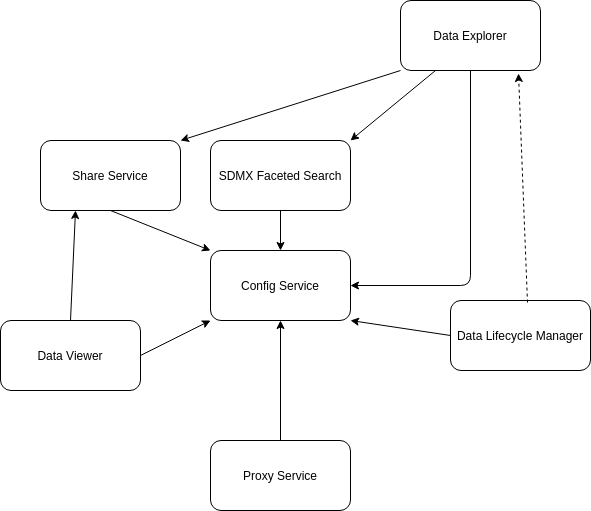 Data Explorer
Share Service
SDMX Faceted Search
Config Service
Data Viewer
Data Lifecycle Manager
Proxy Service